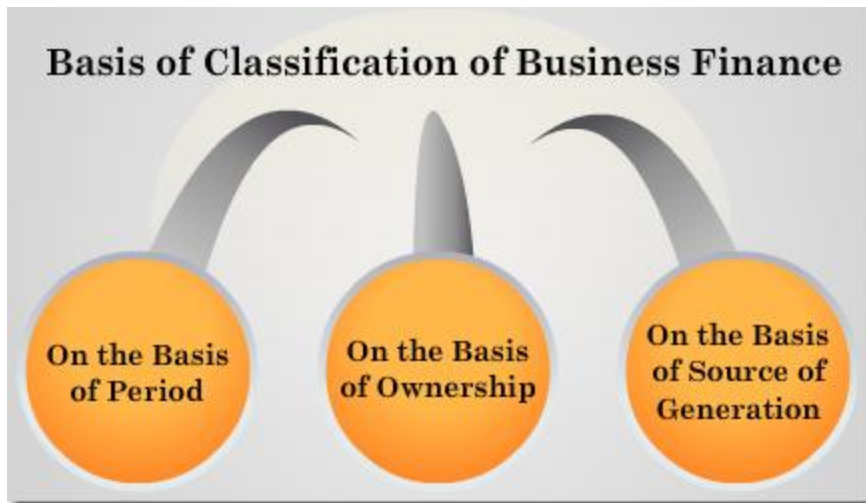 Basis of Classification of Business Finance
On the Basis
of Period
On the Basis
of Ownership
On the Basis
of Source of
Generation